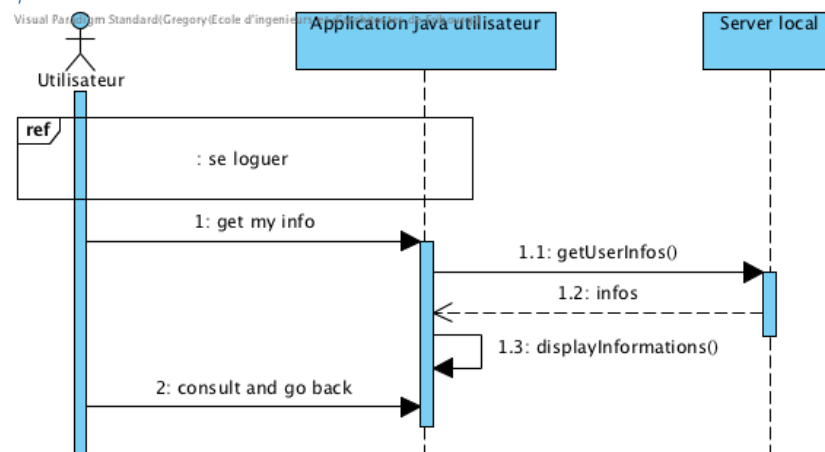 Visual Paradigm Standard(Gregory(Ecole d'ingenieurs
Application java utilisateur
Server local
Utilisateur
ref
: se loguer
1: get my info
1.1: getUserInfos()
1.2: infos
1.3: displayInformations()
2: consult and go back